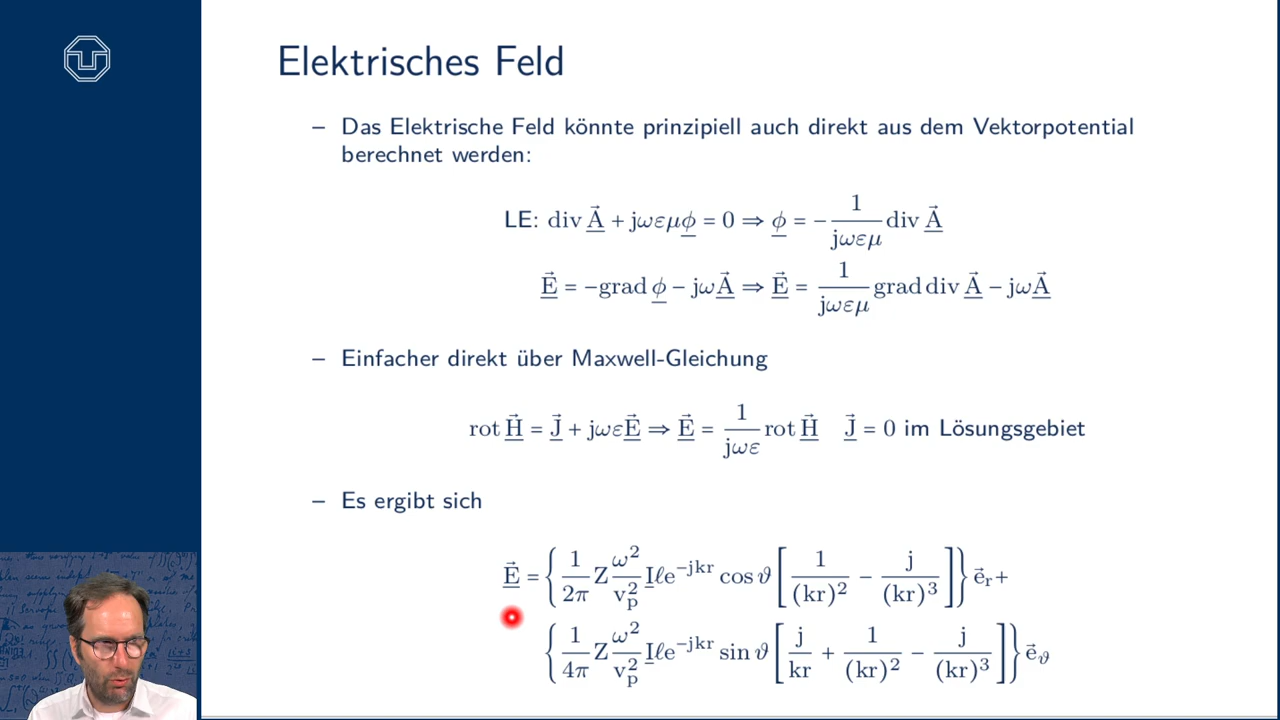 Elektrisches Feld
– Das Elektrische Feld könnte prinzipiell auch direkt aus dem Vektorpotential
berechnet werden:
LE: div A⃗ + jωεμϕ = 0 ⇒ ϕ = − 1/(jωεμ) div A⃗
E⃗ = −grad ϕ − jωA⃗ ⇒ E⃗ = 1/(jωεμ) grad div A⃗ − jωA⃗
– Einfacher direkt über Maxwell-Gleichung
rot H⃗ = J⃗ + jωεE⃗ ⇒ E⃗ = 1/(jωε) rot H⃗ J⃗ = 0 im Lösungsgebiet
– Es ergibt sich
E⃗ = { 1/(2π) Z ω²/v_p² Iℓe^(−jkr) cos ϑ [ 1/(kr)² − j/(kr)³ ] } e⃗_r +
{ 1/(4π) Z ω²/v_p² Iℓe^(−jkr) sin ϑ [ j/(kr) + 1/(kr)² − j/(kr)³ ] } e⃗_ϑ